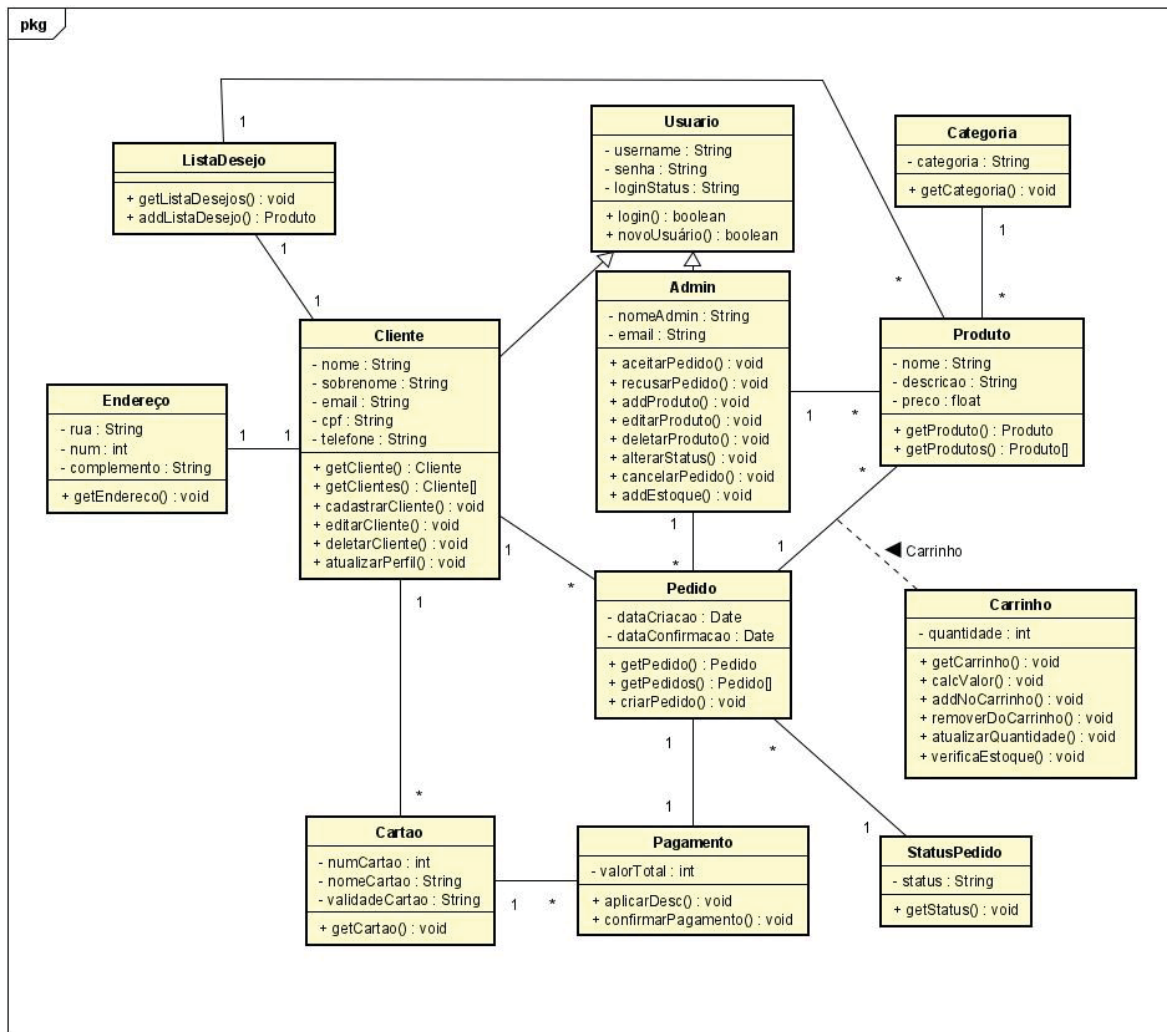 pkg
ListaDesejo
+ getListaDesejos() : void
+ addListaDesejo() : Produto
Usuario
- username : String
- senha : String
- loginStatus : String
+ login() : boolean
+ novoUsuário() : boolean
Categoria
- categoria : String
+ getCategoria() : void
1
1
1
1
*
*
Cliente
- nome : String
- sobrenome : String
- email : String
- cpf : String
- telefone : String
+ getCliente() : Cliente
+ getClientes() : Cliente[]
+ cadastrarCliente() : void
+ editarCliente() : void
+ deletarCliente() : void
+ atualizarPerfil() : void
Admin
- nomeAdmin : String
- email : String
+ aceitarPedido() : void
+ recusarPedido() : void
+ addProduto() : void
+ editarProduto() : void
+ deletarProduto() : void
+ alterarStatus() : void
+ cancelarPedido() : void
+ addEstoque() : void
Produto
- nome : String
- descricao : String
- preco : float
+ getProduto() : Produto
+ getProdutos() : Produto[]
Endereço
- rua : String
- num : int
- complemento : String
+ getEndereco() : void
1
1
1
*
*
1
1
*
1
*
Carrinho
Pedido
- dataCriacao : Date
- dataConfirmacao : Date
+ getPedido() : Pedido
+ getPedidos() : Pedido[]
+ criarPedido() : void
Carrinho
- quantidade : int
+ getCarrinho() : void
+ calcValor() : void
+ addNoCarrinho() : void
+ removerDoCarrinho() : void
+ atualizarQuantidade() : void
+ verificaEstoque() : void
1
*
1
1
*
1
Cartao
- numCartao : int
- nomeCartao : String
- validadeCartao : String
+ getCartao() : void
1
*
Pagamento
- valorTotal : int
+ aplicarDesc() : void
+ confirmarPagamento() : void
StatusPedido
- status : String
+ getStatus() : void